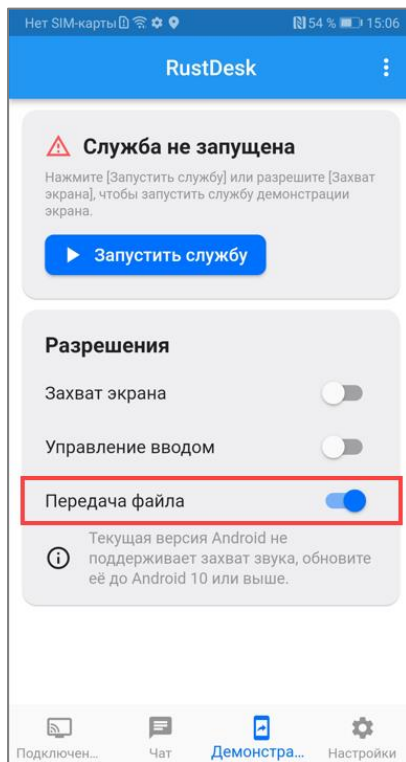 Нет SIM-карты 54 % 15:06
RustDesk
Служба не запущена
Нажмите [Запустить службу] или разрешите [Захват
экрана], чтобы запустить службу демонстрации
экрана.
Запустить службу
Разрешения
Захват экрана
Управление вводом
Передача файла
Текущая версия Android не
поддерживает захват звука, обновите
её до Android 10 или выше.
Подключен... Чат Демонстра... Настройки